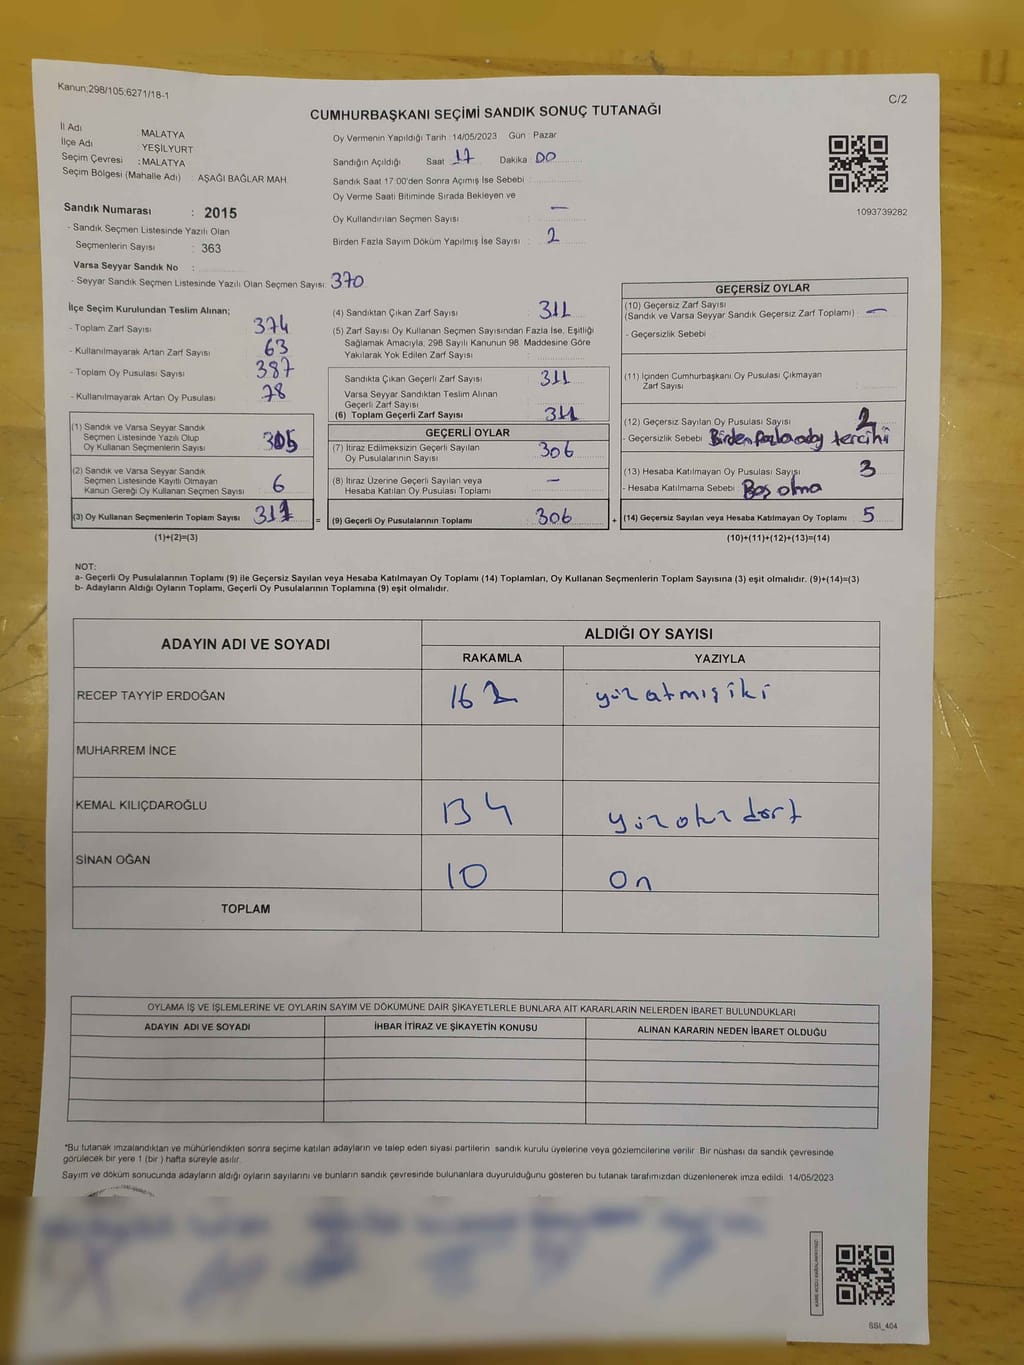 Kanun;298/105,6271/18-1
C/2
CUMHURBAŞKANI SEÇİMİ SANDIK SONUÇ TUTANAĞI
İl Adı : MALATYA
İlçe Adı YEŞİLYURT
Seçim Çevresi : MALATYA
Seçim Bölgesi (Mahalle Adı) : AŞAĞI BAĞLAR MAH.
Sandık Numarası : 2015
- Sandık Seçmen Listesinde Yazılı Olan
Seçmenlerin Sayısı : 363
Varsa Seyyar Sandık No :
- Seyyar Sandık Seçmen Listesinde Yazılı Olan Seçmen Sayısı: 370
Oy Vermenin Yapıldığı Tarih : 14/05/2023 Gün : Pazar
Sandığın Açıldığı Saat : 17 Dakika : 00
Sandık Saat 17:00'den Sonra Açımış İse Sebebi :
Oy Verme Saati Bitiminde Sırada Bekleyen ve
Oy Kullandırılan Seçmen Sayısı : —
Birden Fazla Sayım Döküm Yapılmış İse Sayısı : 2
1093739282
İlçe Seçim Kurulundan Teslim Alınan;
- Toplam Zarf Sayısı : 374
- Kullanılmayarak Artan Zarf Sayısı : 63
- Toplam Oy Pusulası Sayısı : 387
- Kullanılmayarak Artan Oy Pusulası : 78
(1) Sandık ve Varsa Seyyar Sandık
Seçmen Listesinde Yazılı Olup
Oy Kullanan Seçmenlerin Sayısı 305
(2) Sandık ve Varsa Seyyar Sandık
Seçmen Listesinde Kayıtlı Olmayan
Kanun Gereği Oy Kullanan Seçmen Sayısı 6
(3) Oy Kullanan Seçmenlerin Toplam Sayısı 311
(1)+(2)=(3)
(4) Sandıktan Çıkan Zarf Sayısı : 311
(5) Zarf Sayısı Oy Kullanan Seçmen Sayısından Fazla İse, Eşitliği
Sağlamak Amacıyla, 298 Sayılı Kanunun 98. Maddesine Göre
Yakılarak Yok Edilen Zarf Sayısı :
Sandıkta Çıkan Geçerli Zarf Sayısı : 311
Varsa Seyyar Sandıktan Teslim Alınan
Geçerli Zarf Sayısı :
(6) Toplam Geçerli Zarf Sayısı : 311
GEÇERLİ OYLAR
(7) İtiraz Edilmeksizin Geçerli Sayılan
Oy Pusulalarının Sayısı : 306
(8) İtiraz Üzerine Geçerli Sayılan veya
Hesaba Katılan Oy Pusulası Toplamı : —
= (9) Geçerli Oy Pusulalarının Toplamı : 306 +
GEÇERSİZ OYLAR
(10) Geçersiz Zarf Sayısı
(Sandık ve Varsa Seyyar Sandık Geçersiz Zarf Toplamı) : —
- Geçersizlik Sebebi :
(11) İçinden Cumhurbaşkanı Oy Pusulası Çıkmayan
Zarf Sayısı :
(12) Geçersiz Sayılan Oy Pusulası Sayısı : 2
- Geçersizlik Sebebi : Birden fazla aday tercihi
(13) Hesaba Katılmayan Oy Pusulası Sayısı : 3
- Hesaba Katılmama Sebebi : Boş olma
(14) Geçersiz Sayılan veya Hesaba Katılmayan Oy Toplamı : 5
(10)+(11)+(12)+(13)=(14)
NOT:
a- Geçerli Oy Pusulalarının Toplamı (9) ile Geçersiz Sayılan veya Hesaba Katılmayan Oy Toplamı (14) Toplamları, Oy Kullanan Seçmenlerin Toplam Sayısına (3) eşit olmalıdır. (9)+(14)=(3)
b- Adayların Aldığı Oyların Toplamı, Geçerli Oy Pusulalarının Toplamına (9) eşit olmalıdır.
ADAYIN ADI VE SOYADI ALDIĞI OY SAYISI
RAKAMLA YAZIYLA
RECEP TAYYİP ERDOĞAN 162 yüzatmışiki
MUHARREM İNCE
KEMAL KILIÇDAROĞLU 134 yüzotuzdört
SİNAN OĞAN 10 On
TOPLAM
OYLAMA İŞ VE İŞLEMLERİNE VE OYLARIN SAYIM VE DÖKÜMÜNE DAİR ŞİKAYETLERLE BUNLARA AİT KARARLARIN NELERDEN İBARET BULUNDUKLARI
ADAYIN ADI VE SOYADI İHBAR İTİRAZ VE ŞİKAYETİN KONUSU ALINAN KARARIN NEDEN İBARET OLDUĞU
*Bu tutanak imzalandıktan ve mühürlendikten sonra seçime katılan adayların ve talep eden siyasi partilerin sandık kurulu üyelerine veya gözlemcilerine verilir. Bir nüshası da sandık çevresinde
görülecek bir yere 1 (bir ) hafta süreyle asılır.
Sayım ve döküm sonucunda adayların aldığı oyların sayılarını ve bunların sandık çevresinde bulunanlara duyurulduğunu gösteren bu tutanak tarafımızdan düzenlenerek imza edildi. 14/05/2023
SSI_404